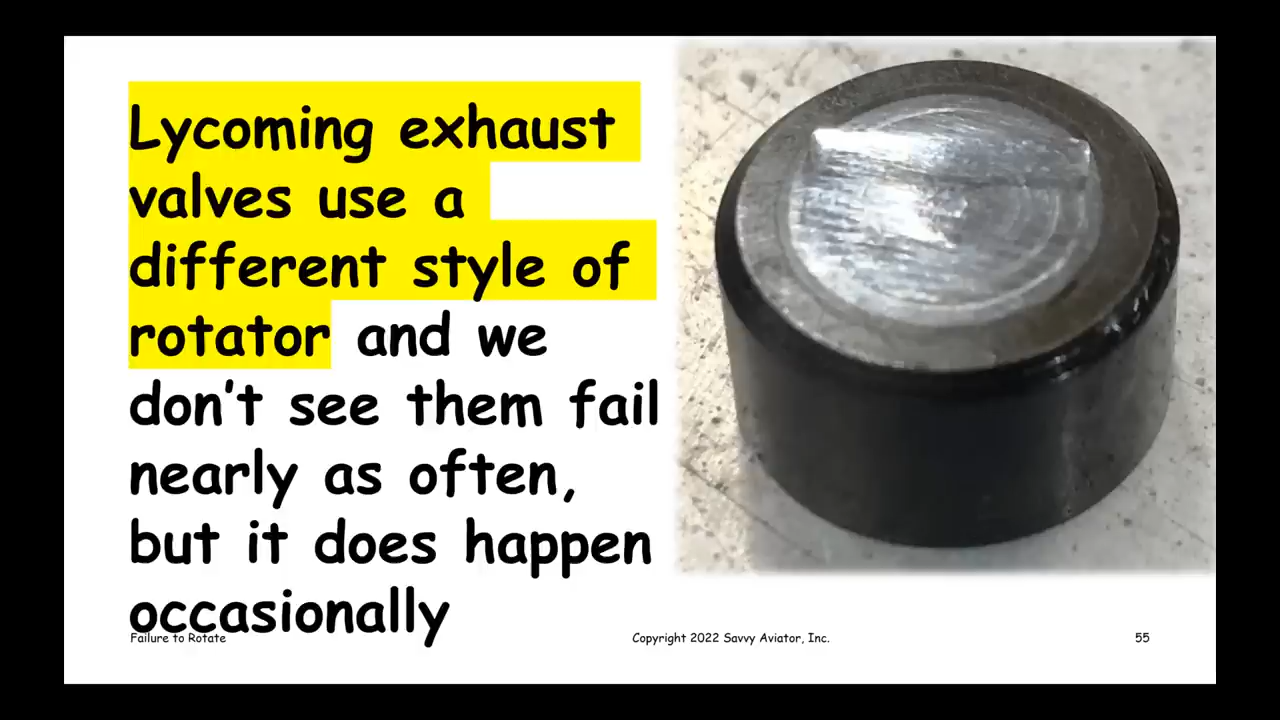 Lycoming exhaust
valves use a
different style of
rotator and we
don't see them fail
nearly as often,
but it does happen
occasionally
Failure to Rotate
Copyright 2022 Savvy Aviator, Inc.
55